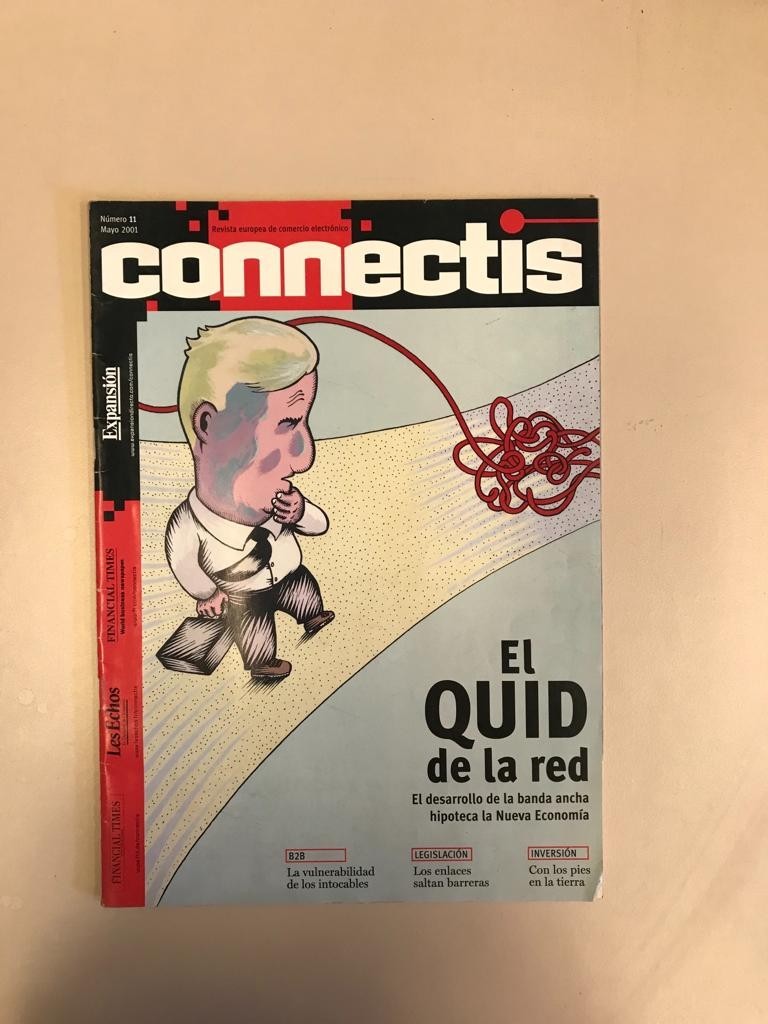 Número 11
Mayo 2001
Revista europea de comercio electrónico
connectis
Expansión
www.expansiondirecto.com/connectis
FINANCIAL TIMES
World business newspaper
Les Echos
FINANCIAL TIMES
El
QUID
de la red
El desarrollo de la banda ancha
hipoteca la Nueva Economía
B2B
La vulnerabilidad
de los intocables
LEGISLACIÓN
Los enlaces
saltan barreras
INVERSIÓN
Con los pies
en la tierra